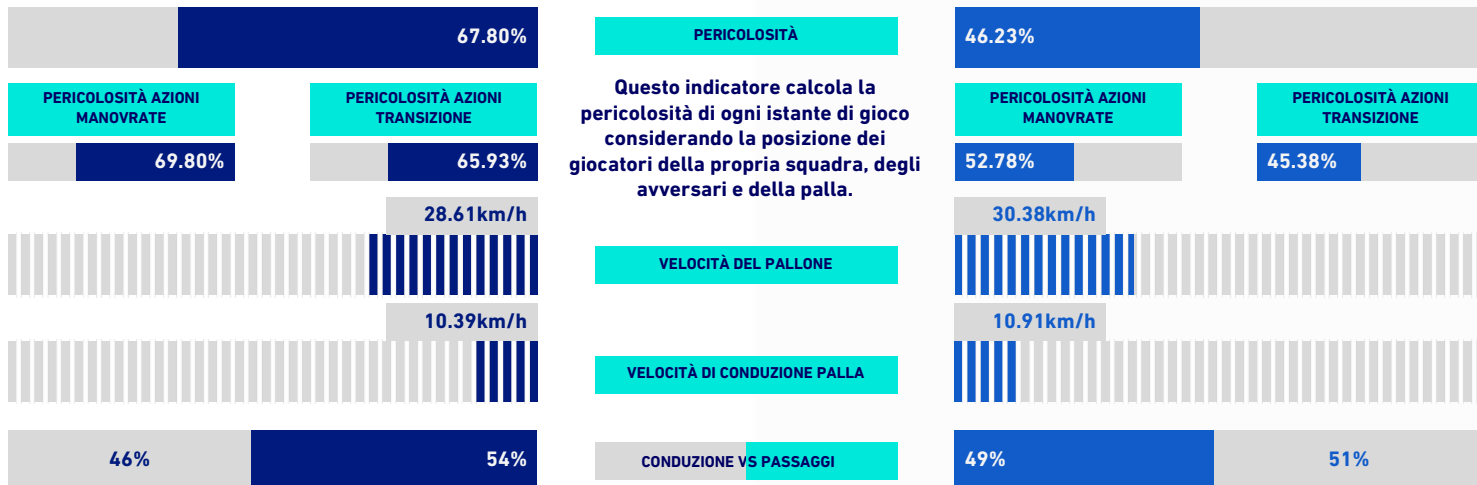 67.80%
PERICOLOSITÀ
46.23%
PERICOLOSITÀ AZIONI
MANOVRATE
PERICOLOSITÀ AZIONI
TRANSIZIONE
Questo indicatore calcola la
pericolosità di ogni istante di gioco
considerando la posizione dei
giocatori della propria squadra, degli
avversari e della palla.
PERICOLOSITÀ AZIONI
MANOVRATE
PERICOLOSITÀ AZIONI
TRANSIZIONE
69.80%
65.93%
52.78%
45.38%
28.61km/h
VELOCITÀ DEL PALLONE
30.38km/h
10.39km/h
VELOCITÀ DI CONDUZIONE PALLA
10.91km/h
46%
54%
CONDUZIONE VS PASSAGGI
49%
51%